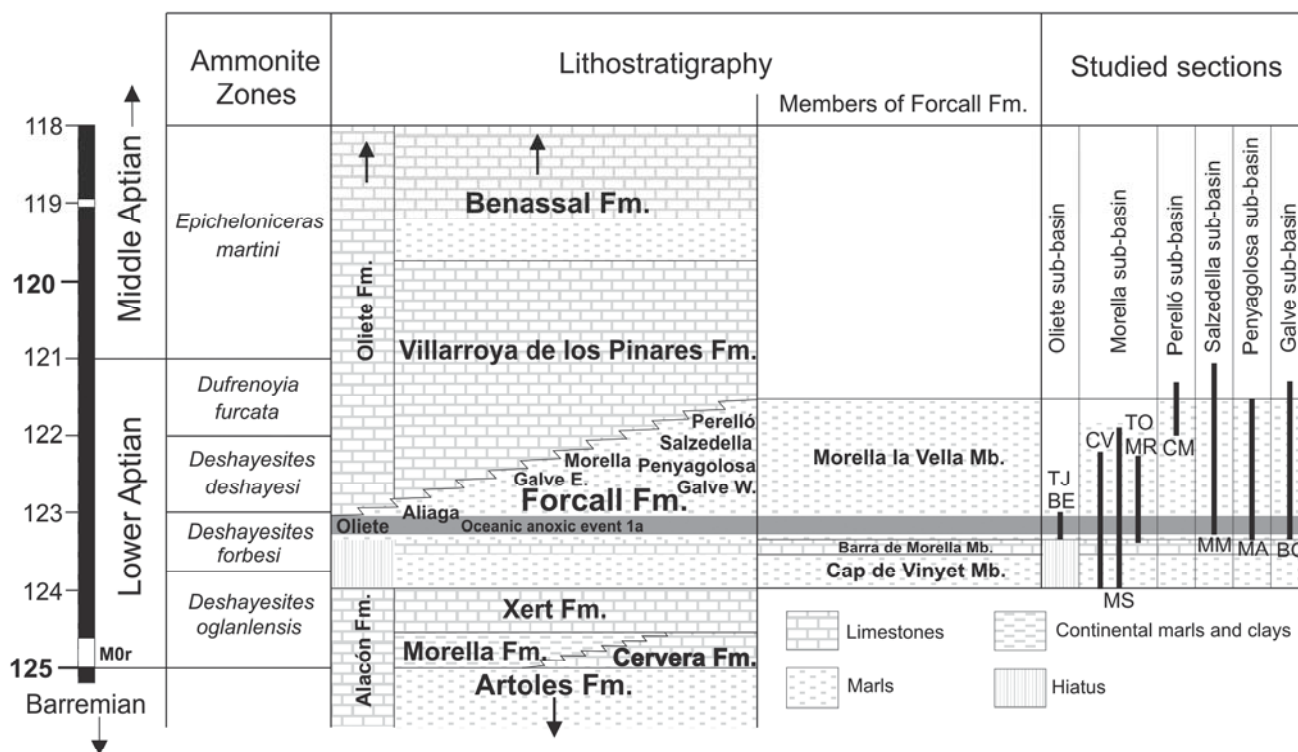 Ammonite
Zones
Lithostratigraphy
Members of Forcall Fm.
Studied sections
118
119
120
121
122
123
124
125
Middle Aptian
Lower Aptian
Barremian
M0r
Epicheloniceras
martini
Dufrenoyia
furcata
Deshayesites
deshayesi
Deshayesites
forbesi
Deshayesites
oglanlensis
Oliete Fm.
Alacón Fm.
Benassal Fm.
Villarroya de los Pinares Fm.
Perelló
Salzedella
Morella
Penyagolosa
Galve E.
Galve W.
Forcall Fm.
Aliaga
Oliete
Oceanic anoxic event 1a
Xert Fm.
Morella Fm.
Cervera Fm.
Artoles Fm.
Morella la Vella Mb.
Barra de Morella Mb.
Cap de Vinyet Mb.
Oliete sub-basin
Morella sub-basin
Perelló sub-basin
Salzedella sub-basin
Penyagolosa sub-basin
Galve sub-basin
TJ
BE
CV
TO
MR
CM
MS
MM
MA
Limestones
Continental marls and clays
Marls
Hiatus